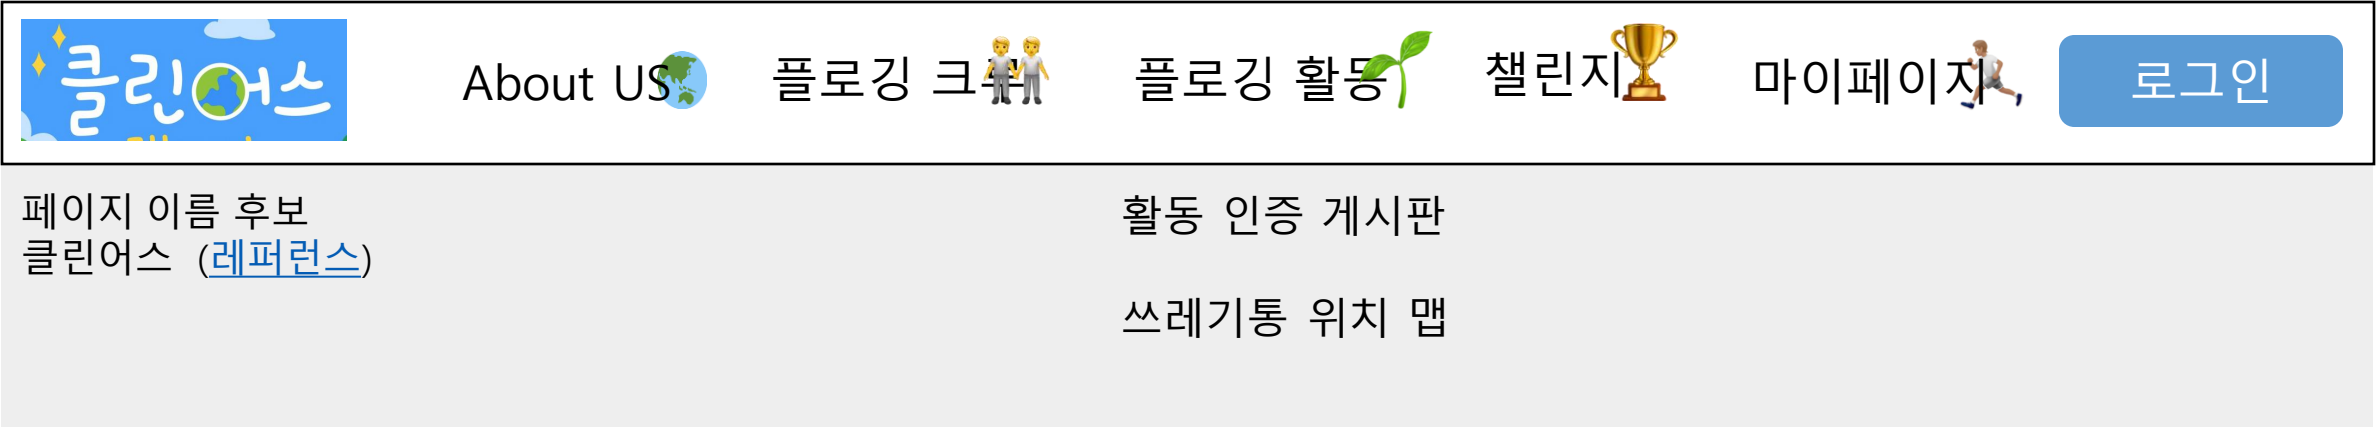 클린어스
About US
플로깅 크루
플로깅 활동
챌린지
마이페이지
로그인
페이지 이름 후보
클린어스 (레퍼런스)
활동 인증 게시판
쓰레기통 위치 맵